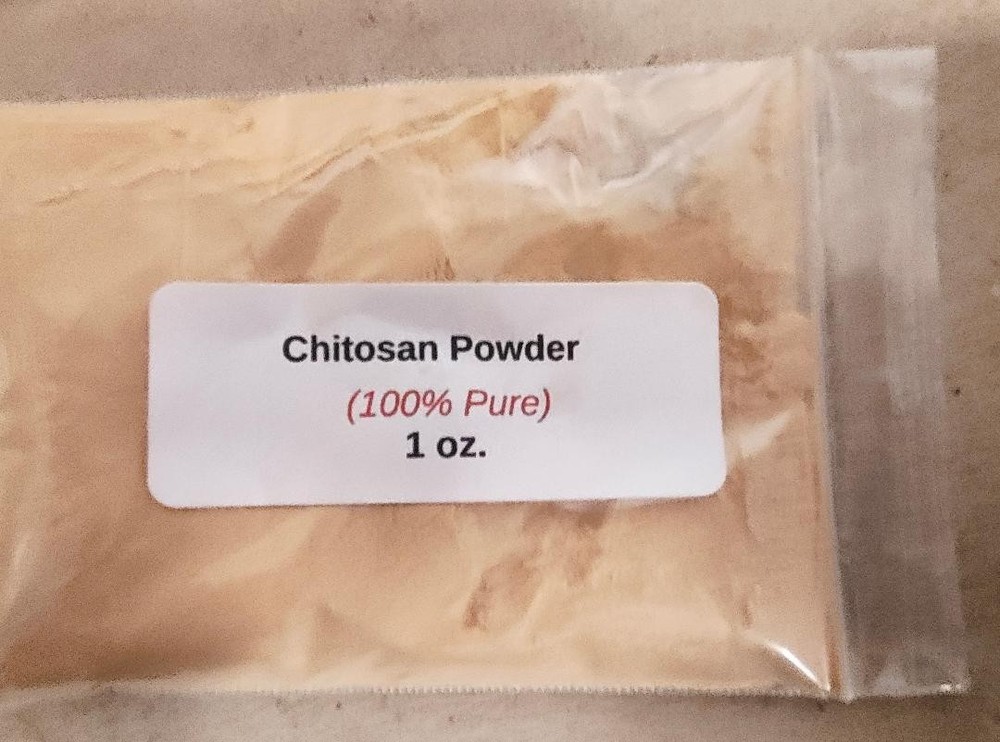 Chitosan Powder
(100% Pure)
1 oz.